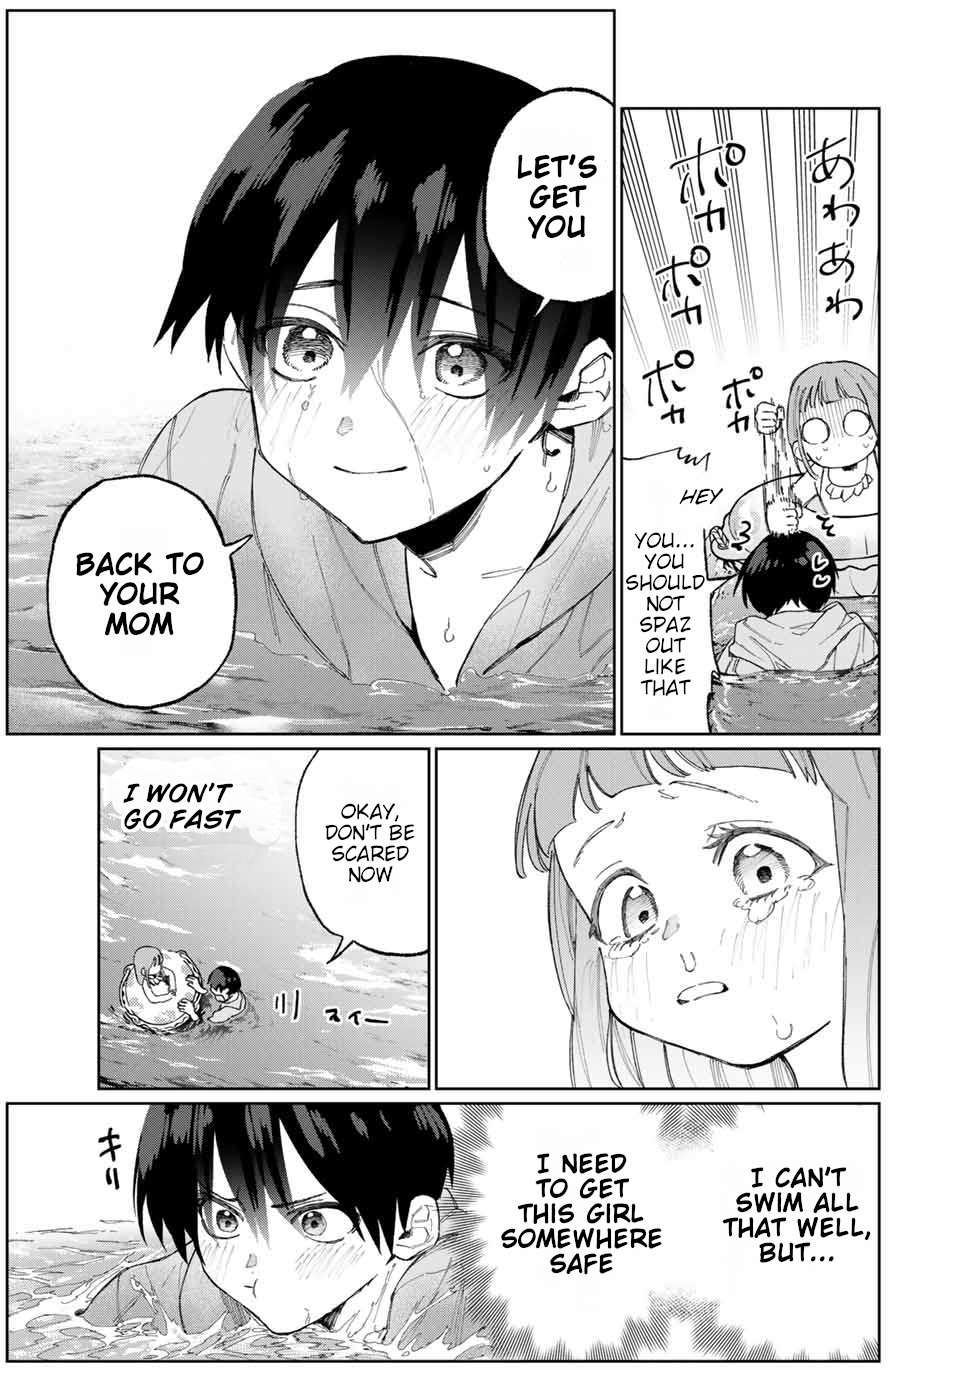 あわあわ
ポカ
ポカ
ポカ
ポカ
HEY
YOU...
YOU
SHOULD
NOT
SPAZ
OUT
LIKE
THAT
LET'S
GET
YOU
BACK TO
YOUR
MOM
OKAY,
DON'T BE
SCARED
NOW
I WON'T
GO FAST
スイー
I CAN'T
SWIM ALL
THAT WELL,
BUT...
I NEED
TO GET
THIS GIRL
SOMEWHERE
SAFE
キリ